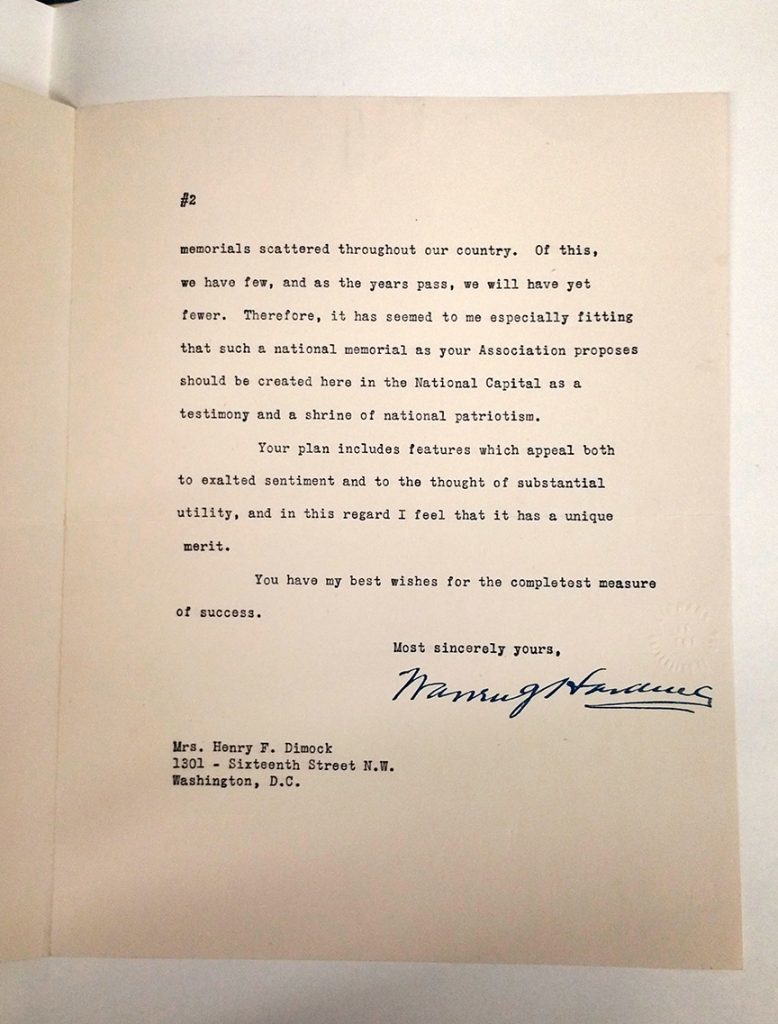 #2
memorials scattered throughout our country. Of this,
we have few, and as the years pass, we will have yet
fewer. Therefore, it has seemed to me especially fitting
that such a national memorial as your Association proposes
should be created here in the National Capital as a
testimony and a shrine of national patriotism.
Your plan includes features which appeal both
to exalted sentiment and to the thought of substantial
utility, and in this regard I feel that it has a unique
merit.
You have my best wishes for the completest measure
of success.
Most sincerely yours,
Warren G Harding
Mrs. Henry F. Dimock
1301 - Sixteenth Street N.W.
Washington, D.C.